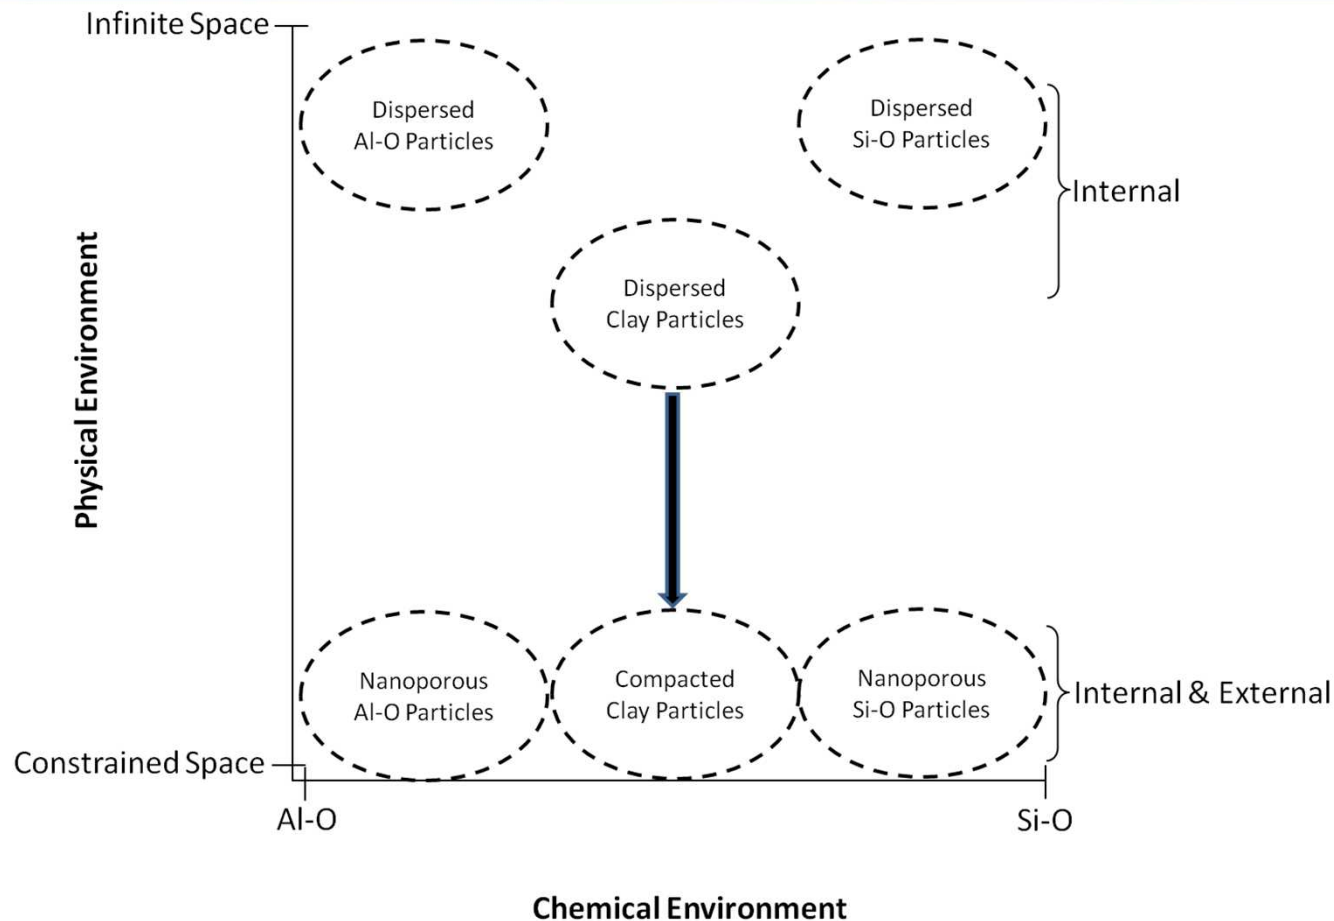 Infinite Space
Dispersed
Al-O Particles
Dispersed
Si-O Particles
Internal
Dispersed
Clay Particles
Physical Environment
Nanoporous
Al-O Particles
Compacted
Clay Particles
Nanoporous
Si-O Particles
Internal & External
Constrained Space
Al-O
Si-O
Chemical Environment